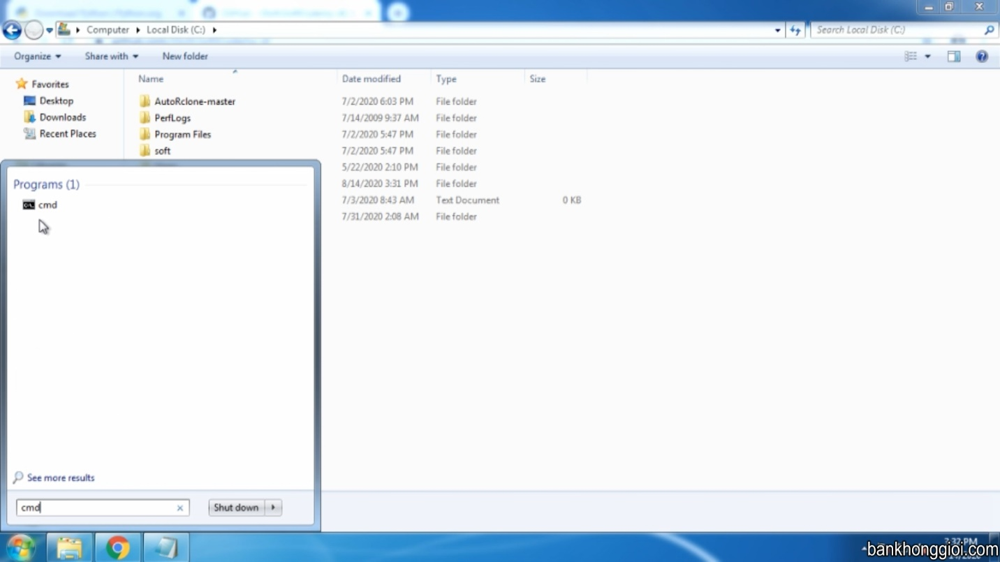 Computer Local Disk (C:)
Search Local Disk (C:)
Organize Share with New folder
Name Date modified Type Size
Favorites
Desktop
Downloads
Recent Places
AutoRclone-master 7/2/2020 6:03 PM File folder
PerfLogs 7/14/2009 9:37 AM File folder
Program Files 7/2/2020 5:47 PM File folder
soft 7/2/2020 5:47 PM File folder
5/22/2020 2:10 PM File folder
8/14/2020 3:31 PM File folder
7/3/2020 8:43 AM Text Document 0 KB
7/31/2020 2:08 AM File folder
Programs (1)
cmd
See more results
cmd
Shut down
3:32 PM
bankhonggioi.com